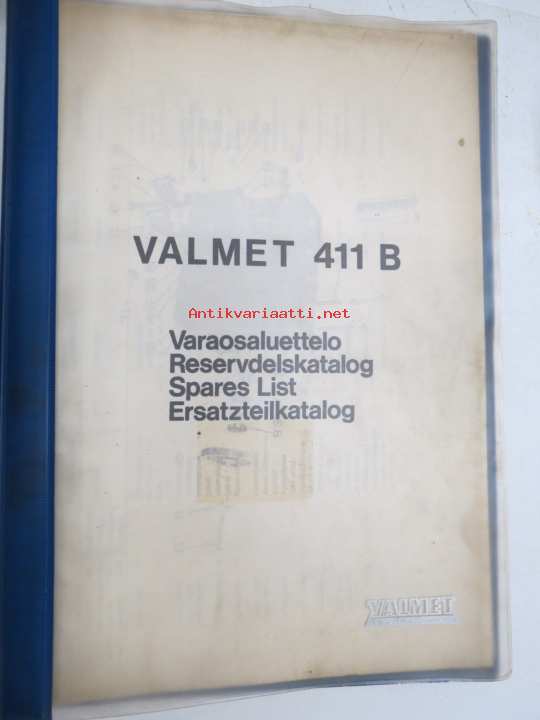 VALMET 411 B
Antikvariaatti.net
Varaosaluettelo
Reservdelskatalog
Spares List
Ersatzteilkatalog
VALMET